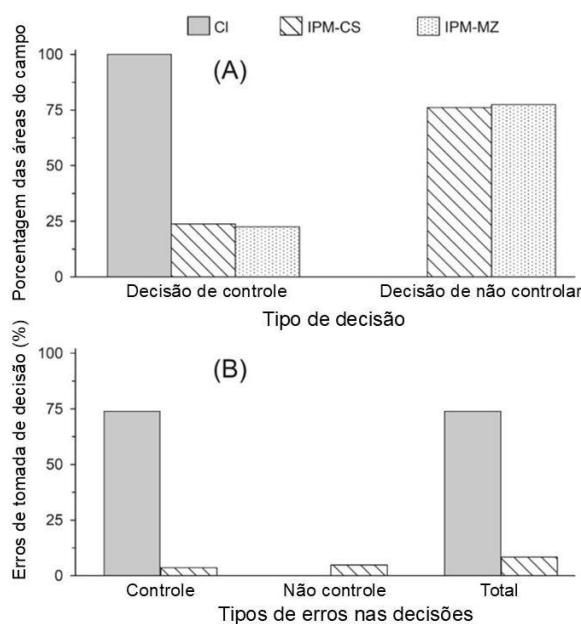 CI IPM-CS IPM-MZ
(A)
Porcentagem das áreas do campo
100
75
50
25
0
Decisão de controle Decisão de não controlar
Tipo de decisão
(B)
Erros de tomada de decisão (%)
100
75
50
25
0
Controle Não controle Total
Tipos de erros nas decisões